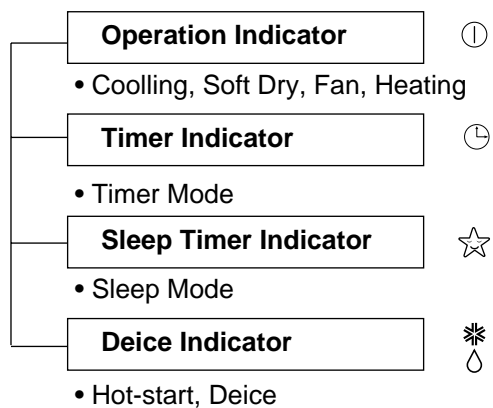 Operation Indicator
• Coolling, Soft Dry, Fan, Heating
Timer Indicator
• Timer Mode
Sleep Timer Indicator
• Sleep Mode
Deice Indicator
• Hot-start, Deice